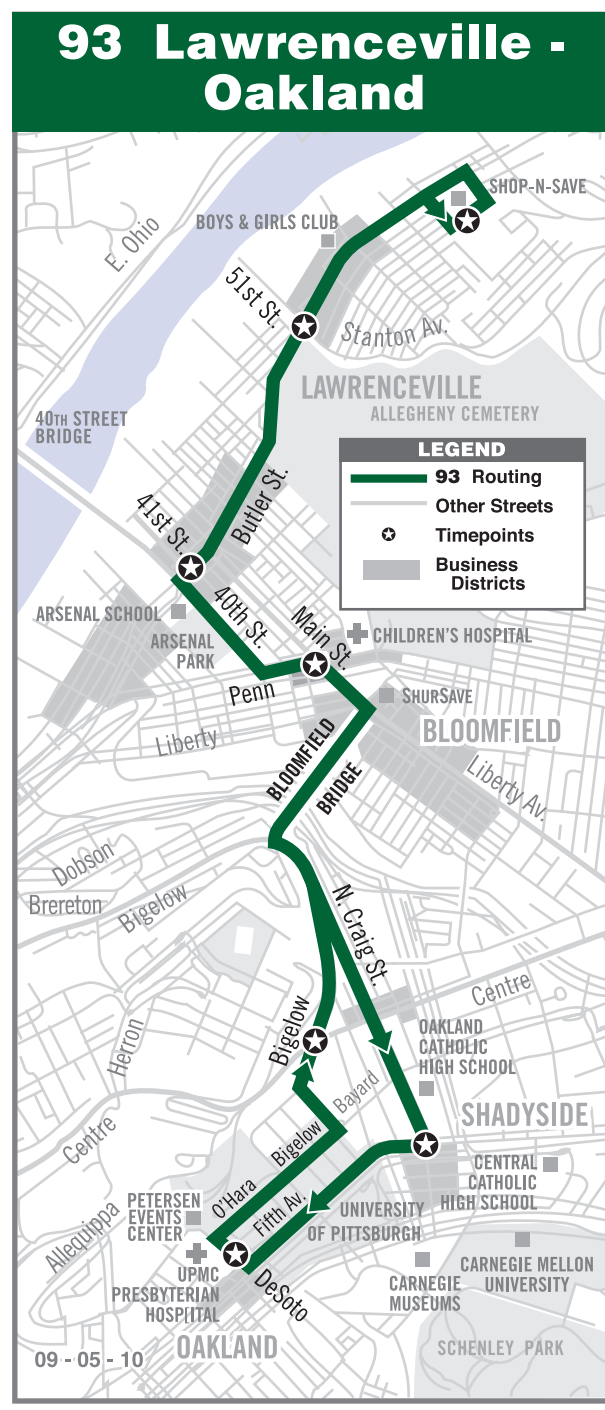 93 Lawrenceville -
Oakland
SHOP-N-SAVE
BOYS & GIRLS CLUB
E. Ohio
51st St.
Stanton Av.
LAWRENCEVILLE
ALLEGHENY CEMETERY
40TH STREET
BRIDGE
LEGEND
93 Routing
Other Streets
Timepoints
Business
Districts
Butler St.
41st St.
40th St.
Main St.
ARSENAL SCHOOL
ARSENAL
PARK
CHILDREN'S HOSPITAL
Penn
SHURSAVE
Liberty
BLOOMFIELD
BLOOMFIELD
BRIDGE
Liberty Av.
Dobson
Brereton
Bigelow
N. Craig St.
Centre
Herron
Bigelow
OAKLAND
CATHOLIC
HIGH SCHOOL
Bayard
SHADYSIDE
Centre
Bigelow
CENTRAL
CATHOLIC
HIGH SCHOOL
O'Hara
Fifth Av.
PETERSEN
EVENTS
CENTER
UNIVERSITY
OF PITTSBURGH
Allequippa
UPMC
PRESBYTERIAN
HOSPITAL
DeSoto
CARNEGIE
MUSEUMS
CARNEGIE MELLON
UNIVERSITY
OAKLAND
SCHENLEY PARK
09 - 05 - 10